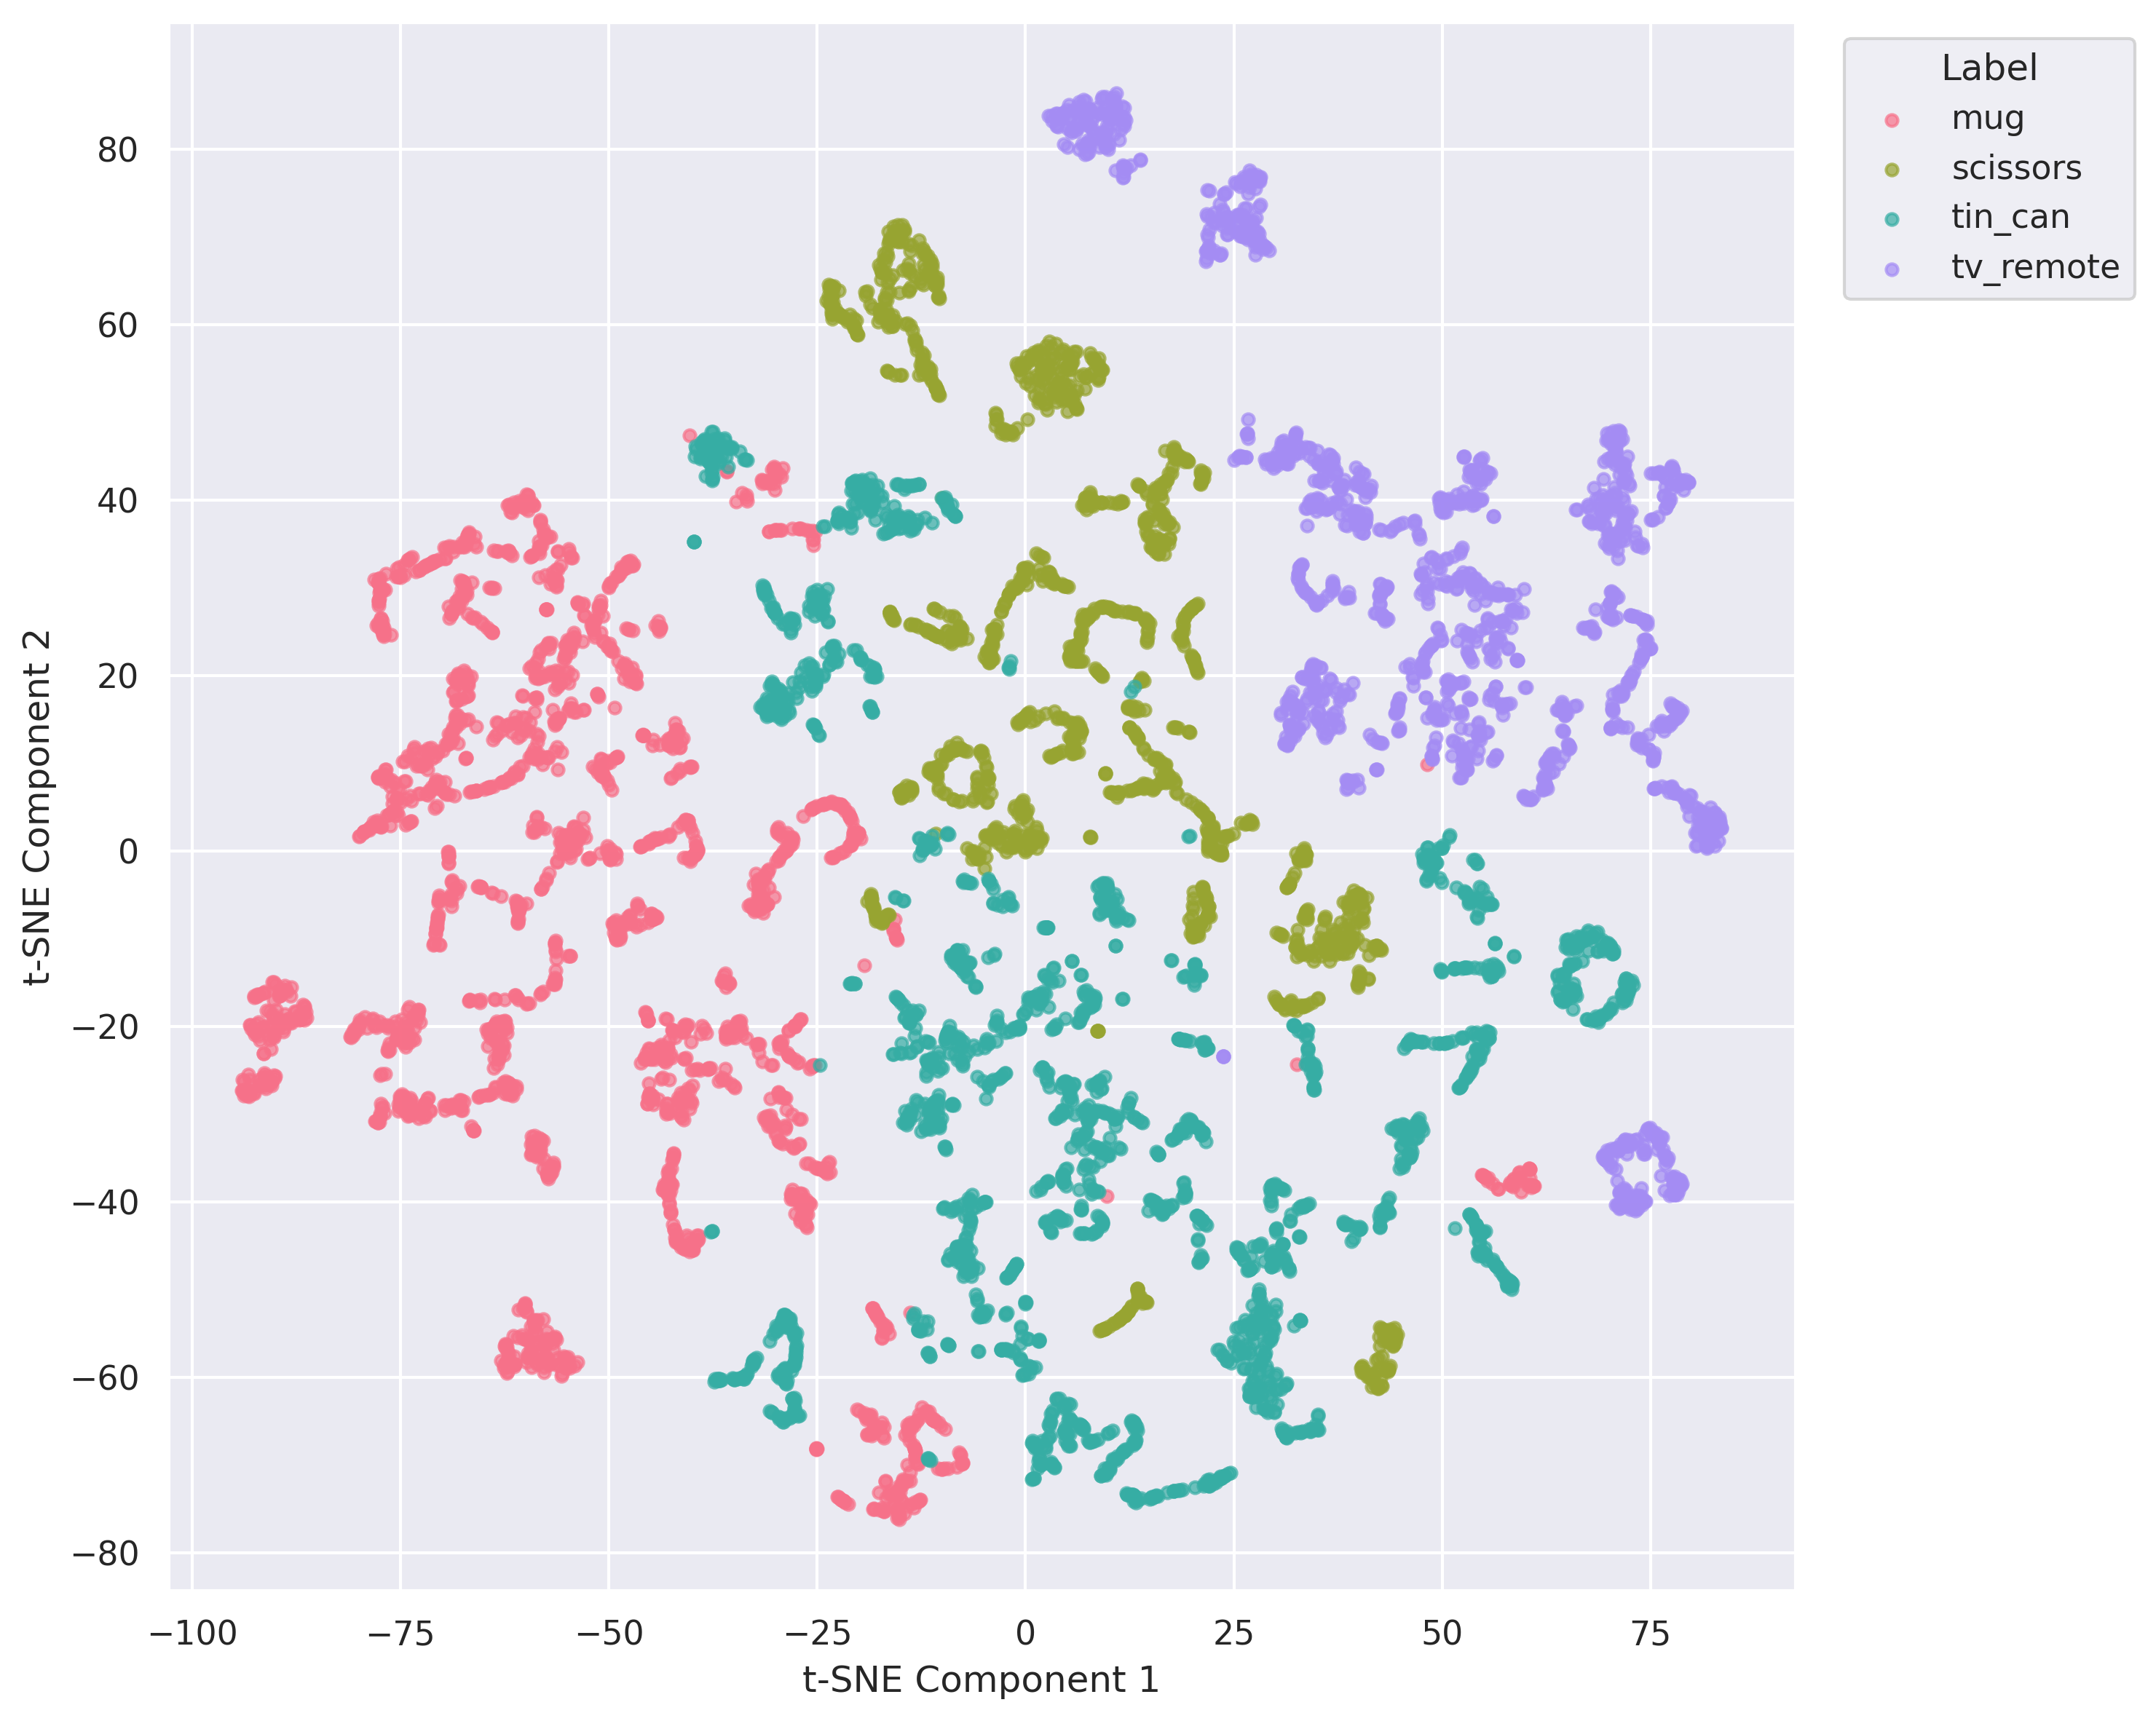 Label
mug
scissors
tin_can
tv_remote
t-SNE Component 2
80
60
40
20
0
−20
−40
−60
−80
−100
−75
−50
−25
0
25
50
75
t-SNE Component 1